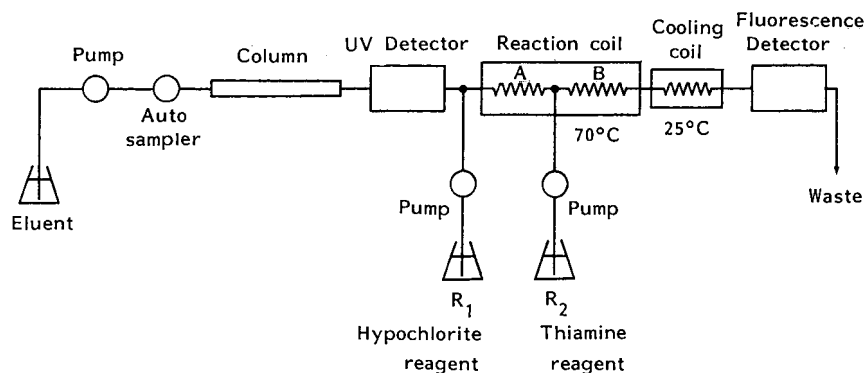 Pump
Auto
sampler
Eluent
Column
UV Detector
Reaction coil
A
B
70°C
Cooling
coil
25°C
Fluorescence
Detector
Waste
Pump
R1
Hypochlorite
reagent
Pump
R2
Thiamine
reagent